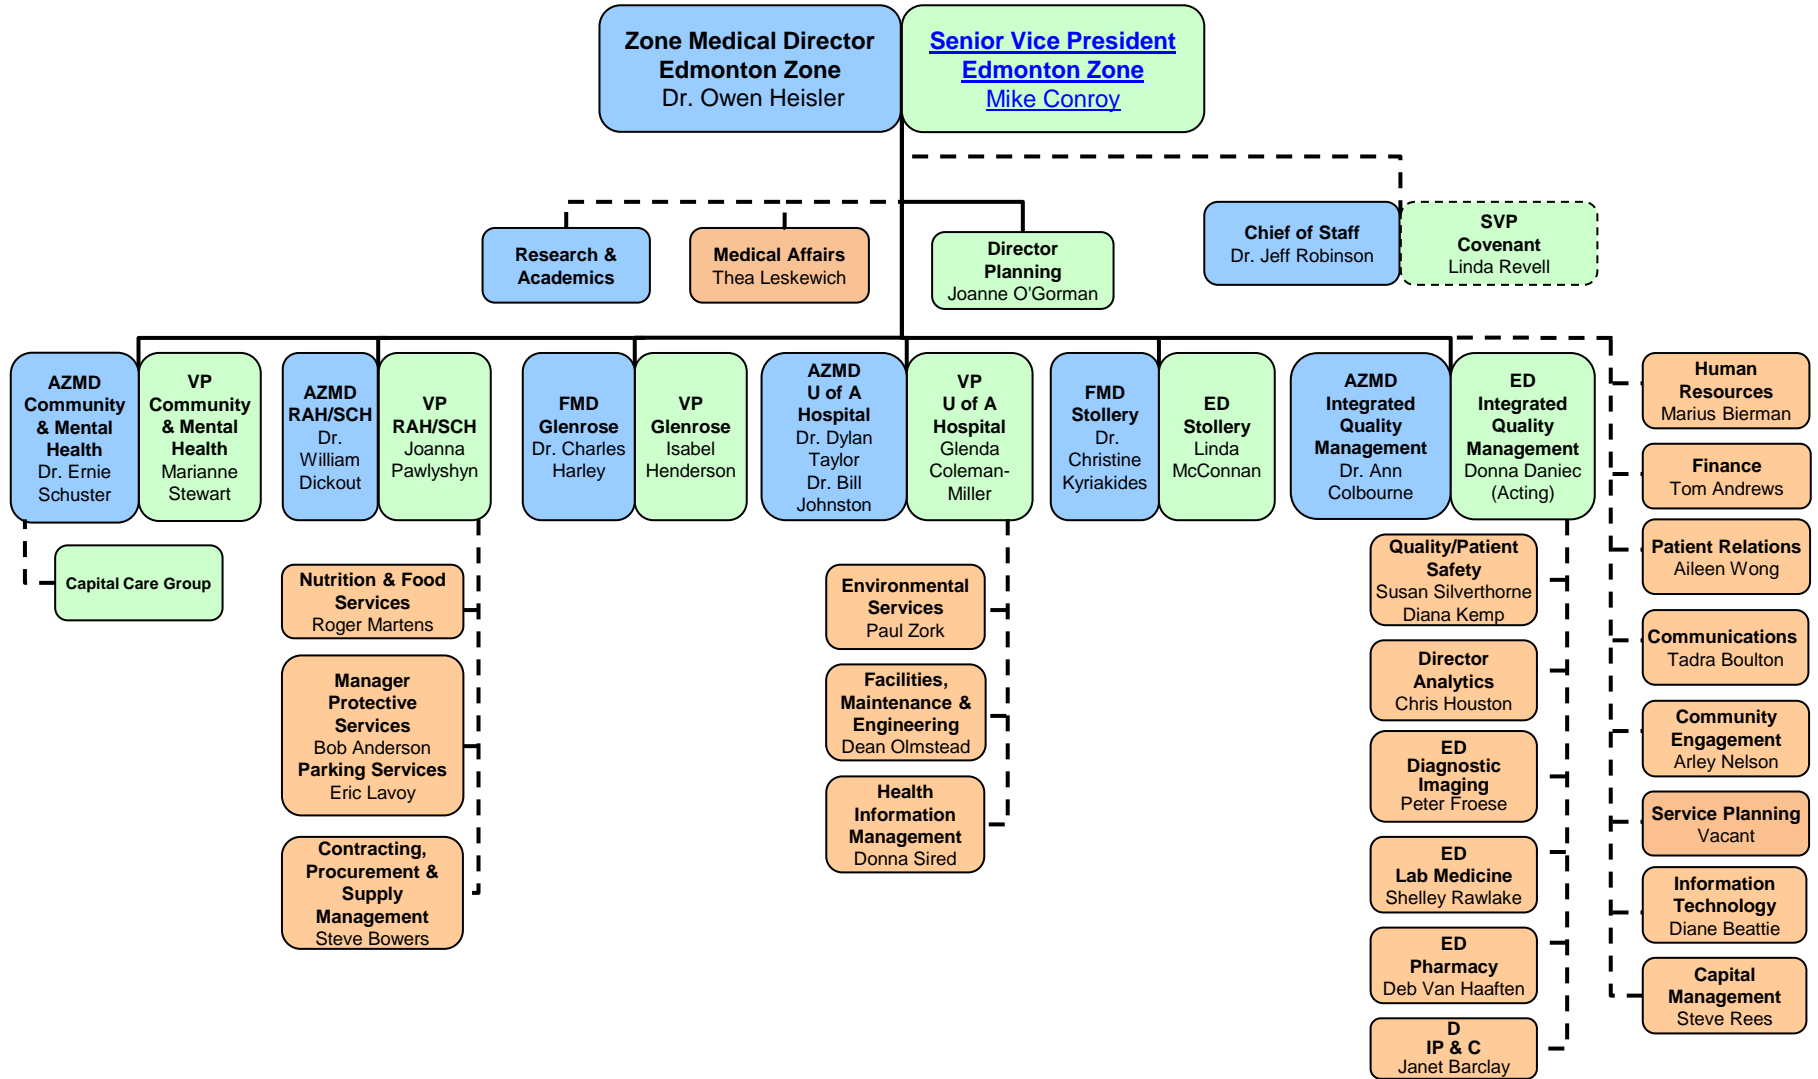 Zone Medical Director
Edmonton Zone
Dr. Owen Heisler
Senior Vice President
Edmonton Zone
Mike Conroy
Research &
Academics
Medical Affairs
Thea Leskewich
Director
Planning
Joanne O'Gorman
Chief of Staff
Dr. Jeff Robinson
SVP
Covenant
Linda Revell
AZMD
Community
& Mental
Health
Dr. Ernie
Schuster
VP
Community
& Mental
Health
Marianne
Stewart
AZMD
RAH/SCH
Dr.
William
Dickout
VP
RAH/SCH
Joanna
Pawlyshyn
FMD
Glenrose
Dr. Charles
Harley
VP
Glenrose
Isabel
Henderson
AZMD
U of A
Hospital
Dr. Dylan
Taylor
Dr. Bill
Johnston
VP
U of A
Hospital
Glenda
Coleman-
Miller
FMD
Stollery
Dr.
Christine
Kyriakides
ED
Stollery
Linda
McConnan
AZMD
Integrated
Quality
Management
Dr. Ann
Colbourne
ED
Integrated
Quality
Management
Donna Daniec
(Acting)
Capital Care Group
Nutrition & Food
Services
Roger Martens
Manager
Protective
Services
Bob Anderson
Parking Services
Eric Lavoy
Contracting,
Procurement &
Supply
Management
Steve Bowers
Environmental
Services
Paul Zork
Facilities,
Maintenance &
Engineering
Dean Olmstead
Health
Information
Management
Donna Sired
Quality/Patient
Safety
Susan Silverthorne
Diana Kemp
Director
Analytics
Chris Houston
ED
Diagnostic
Imaging
Peter Froese
ED
Lab Medicine
Shelley Rawlake
ED
Pharmacy
Deb Van Haaften
D
IP & C
Janet Barclay
Human
Resources
Marius Bierman
Finance
Tom Andrews
Patient Relations
Aileen Wong
Communications
Tadra Boulton
Community
Engagement
Arley Nelson
Service Planning
Vacant
Information
Technology
Diane Beattie
Capital
Management
Steve Rees